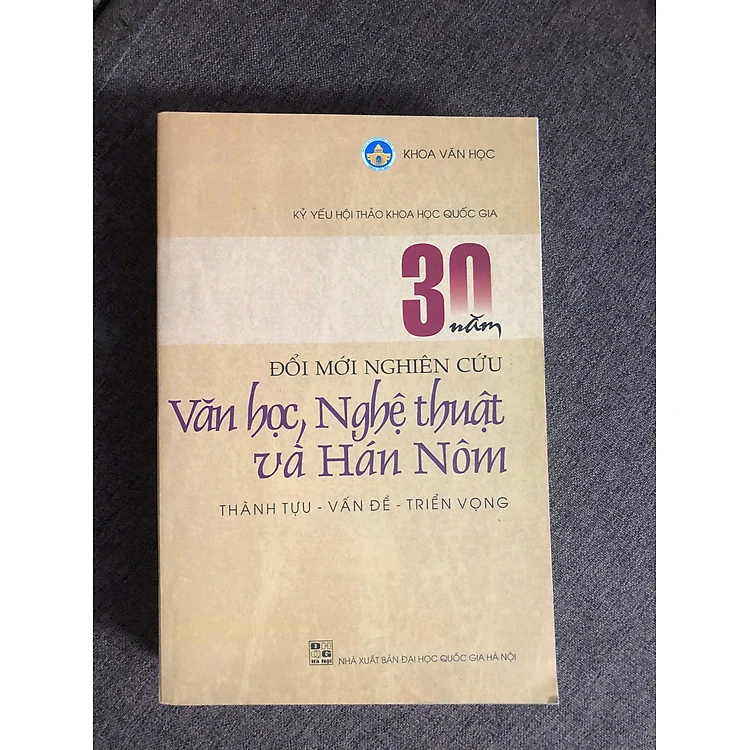 KHOA VĂN HỌC
KỶ YẾU HỘI THẢO KHOA HỌC QUỐC GIA
30
năm
ĐỔI MỚI NGHIÊN CỨU
Văn học, Nghệ thuật
và Hán Nôm
THÀNH TỰU - VẤN ĐỀ - TRIỂN VỌNG
Hà Nội
NHÀ XUẤT BẢN ĐẠI HỌC QUỐC GIA HÀ NỘI